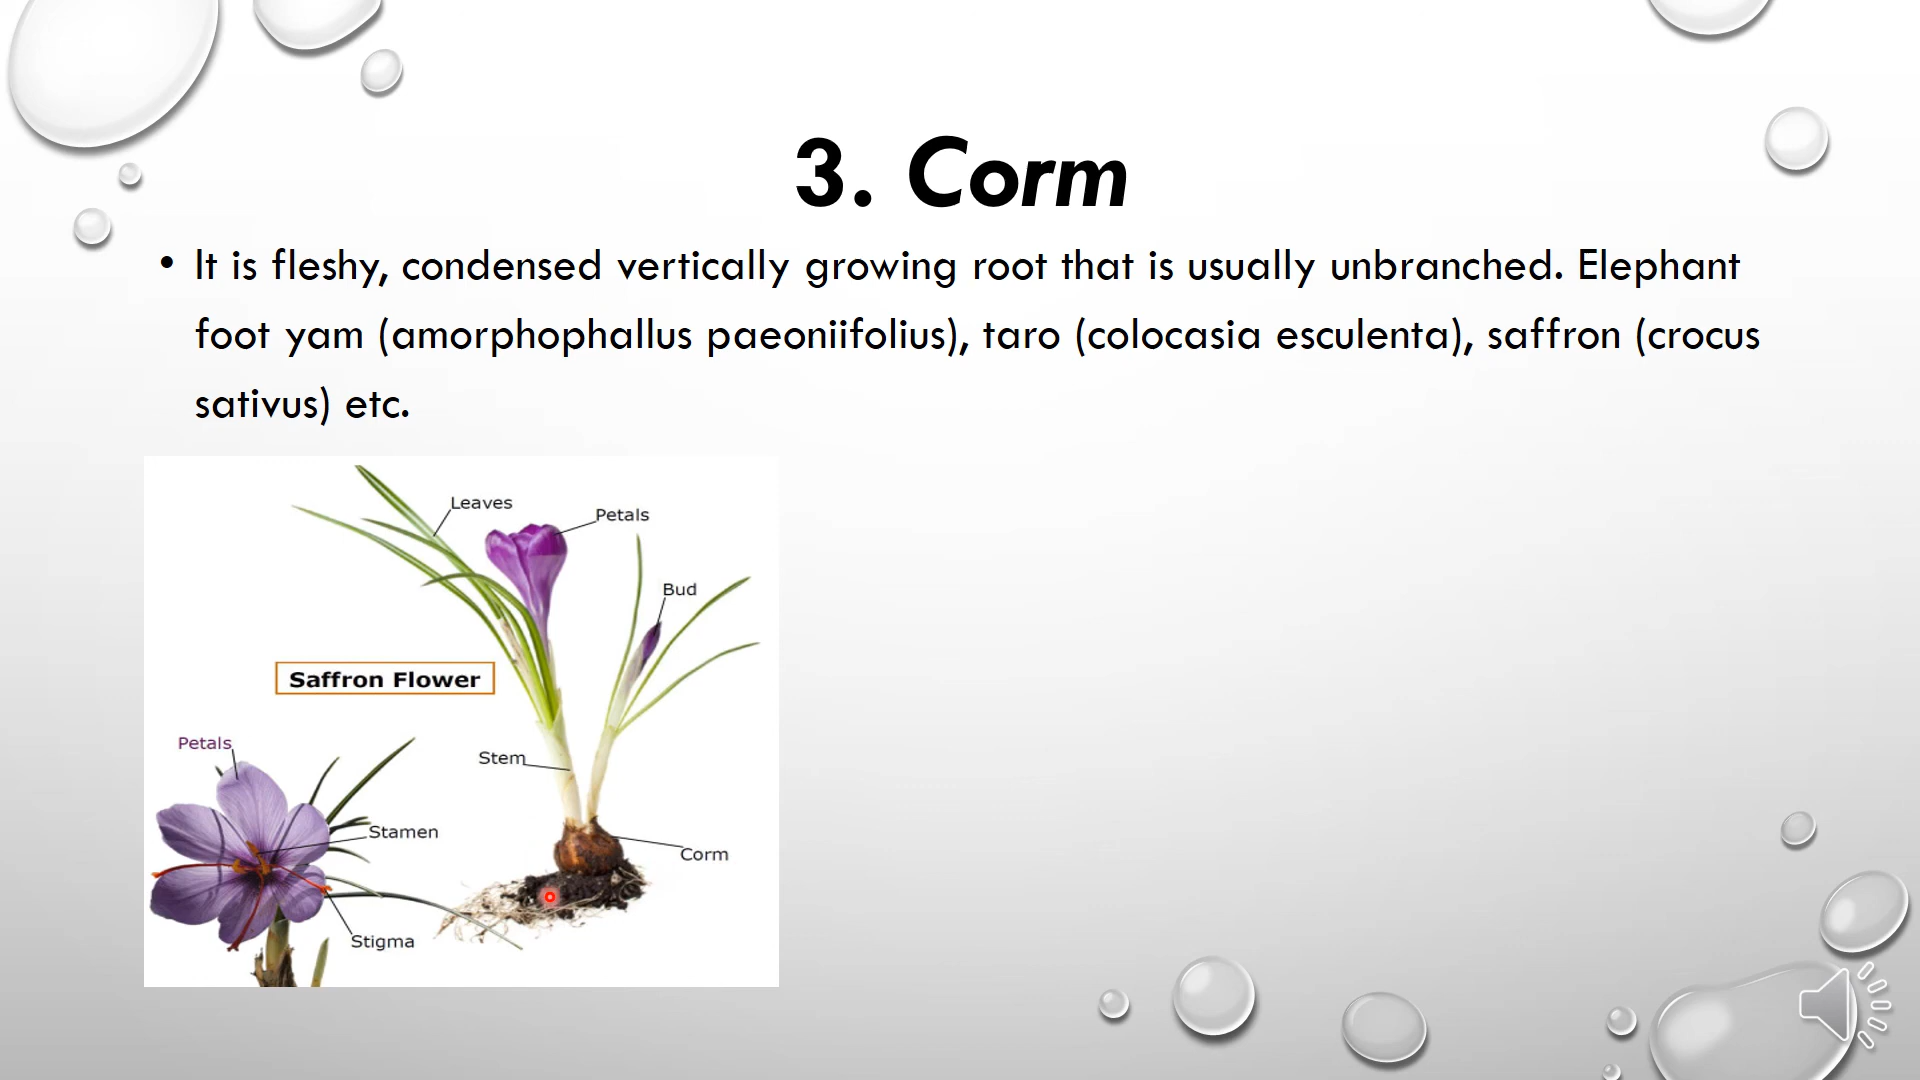 3. Corm
• It is fleshy, condensed vertically growing root that is usually unbranched. Elephant
foot yam (amorphophallus paeoniifolius), taro (colocasia esculenta), saffron (crocus
sativus) etc.
Leaves
Petals
Bud
Saffron Flower
Petals
Stem
Stamen
Corm
Stigma